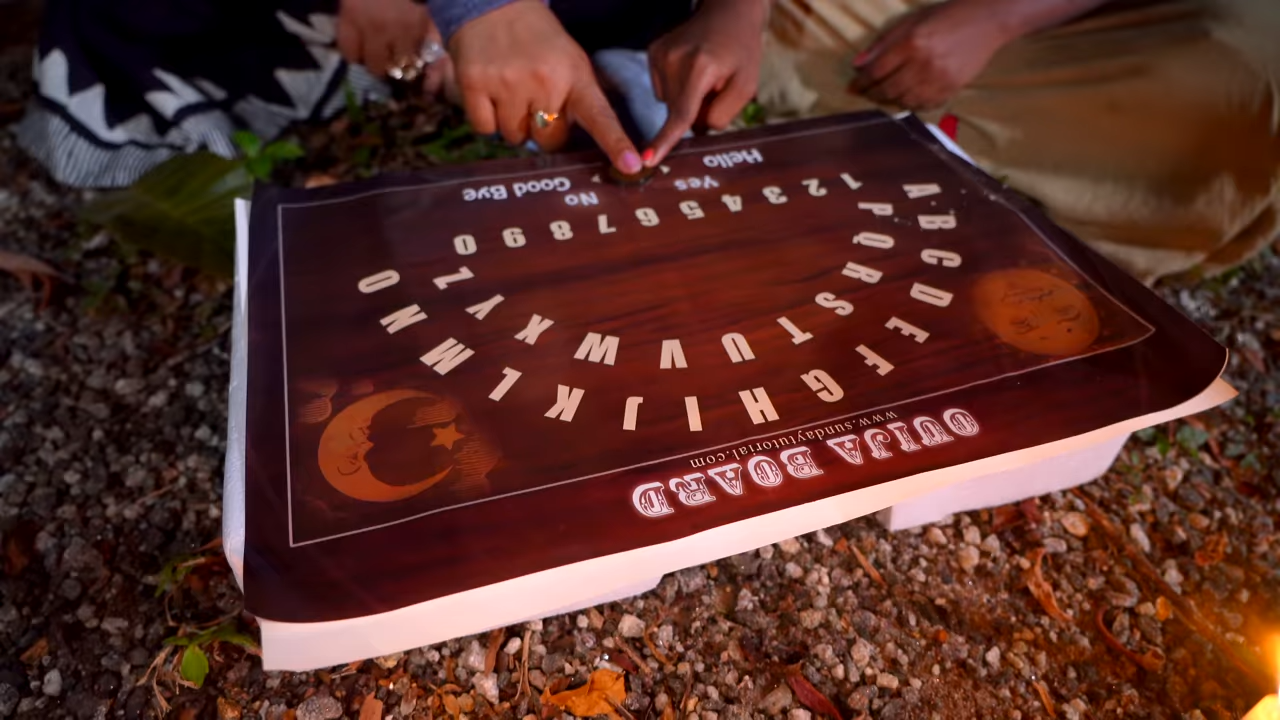 OUIJA BOARD
www.sundaytutorial.com
A B C D E F G H I J K L M N O
P Q R S T U V W X Y Z
1 2 3 4 5 6 7 8 9 0
Yes No
Hello Good Bye